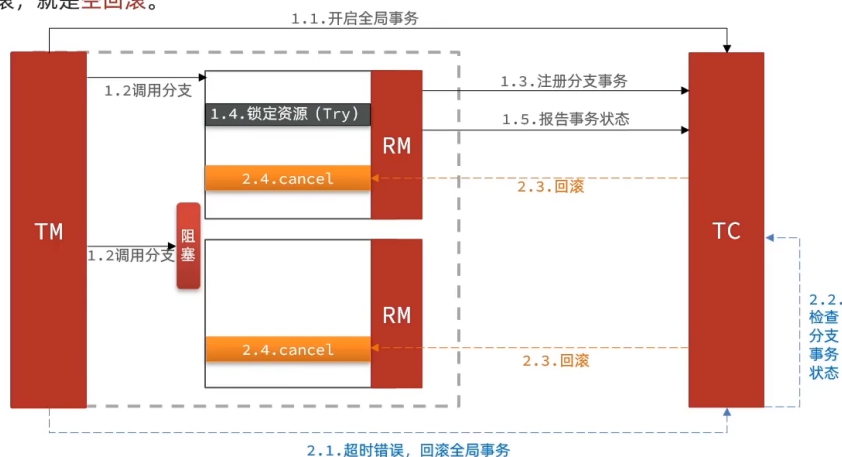 滚，就是空回滚。
1.1.开启全局事务
1.2调用分支
1.3.注册分支事务
1.4.锁定资源（Try）
1.5.报告事务状态
RM
2.4.cancel
2.3.回滚
TM
阻塞
1.2调用分支
TC
RM
2.4.cancel
2.3.回滚
2.2.
检查
分支
事务
状态
2.1.超时错误，回滚全局事务